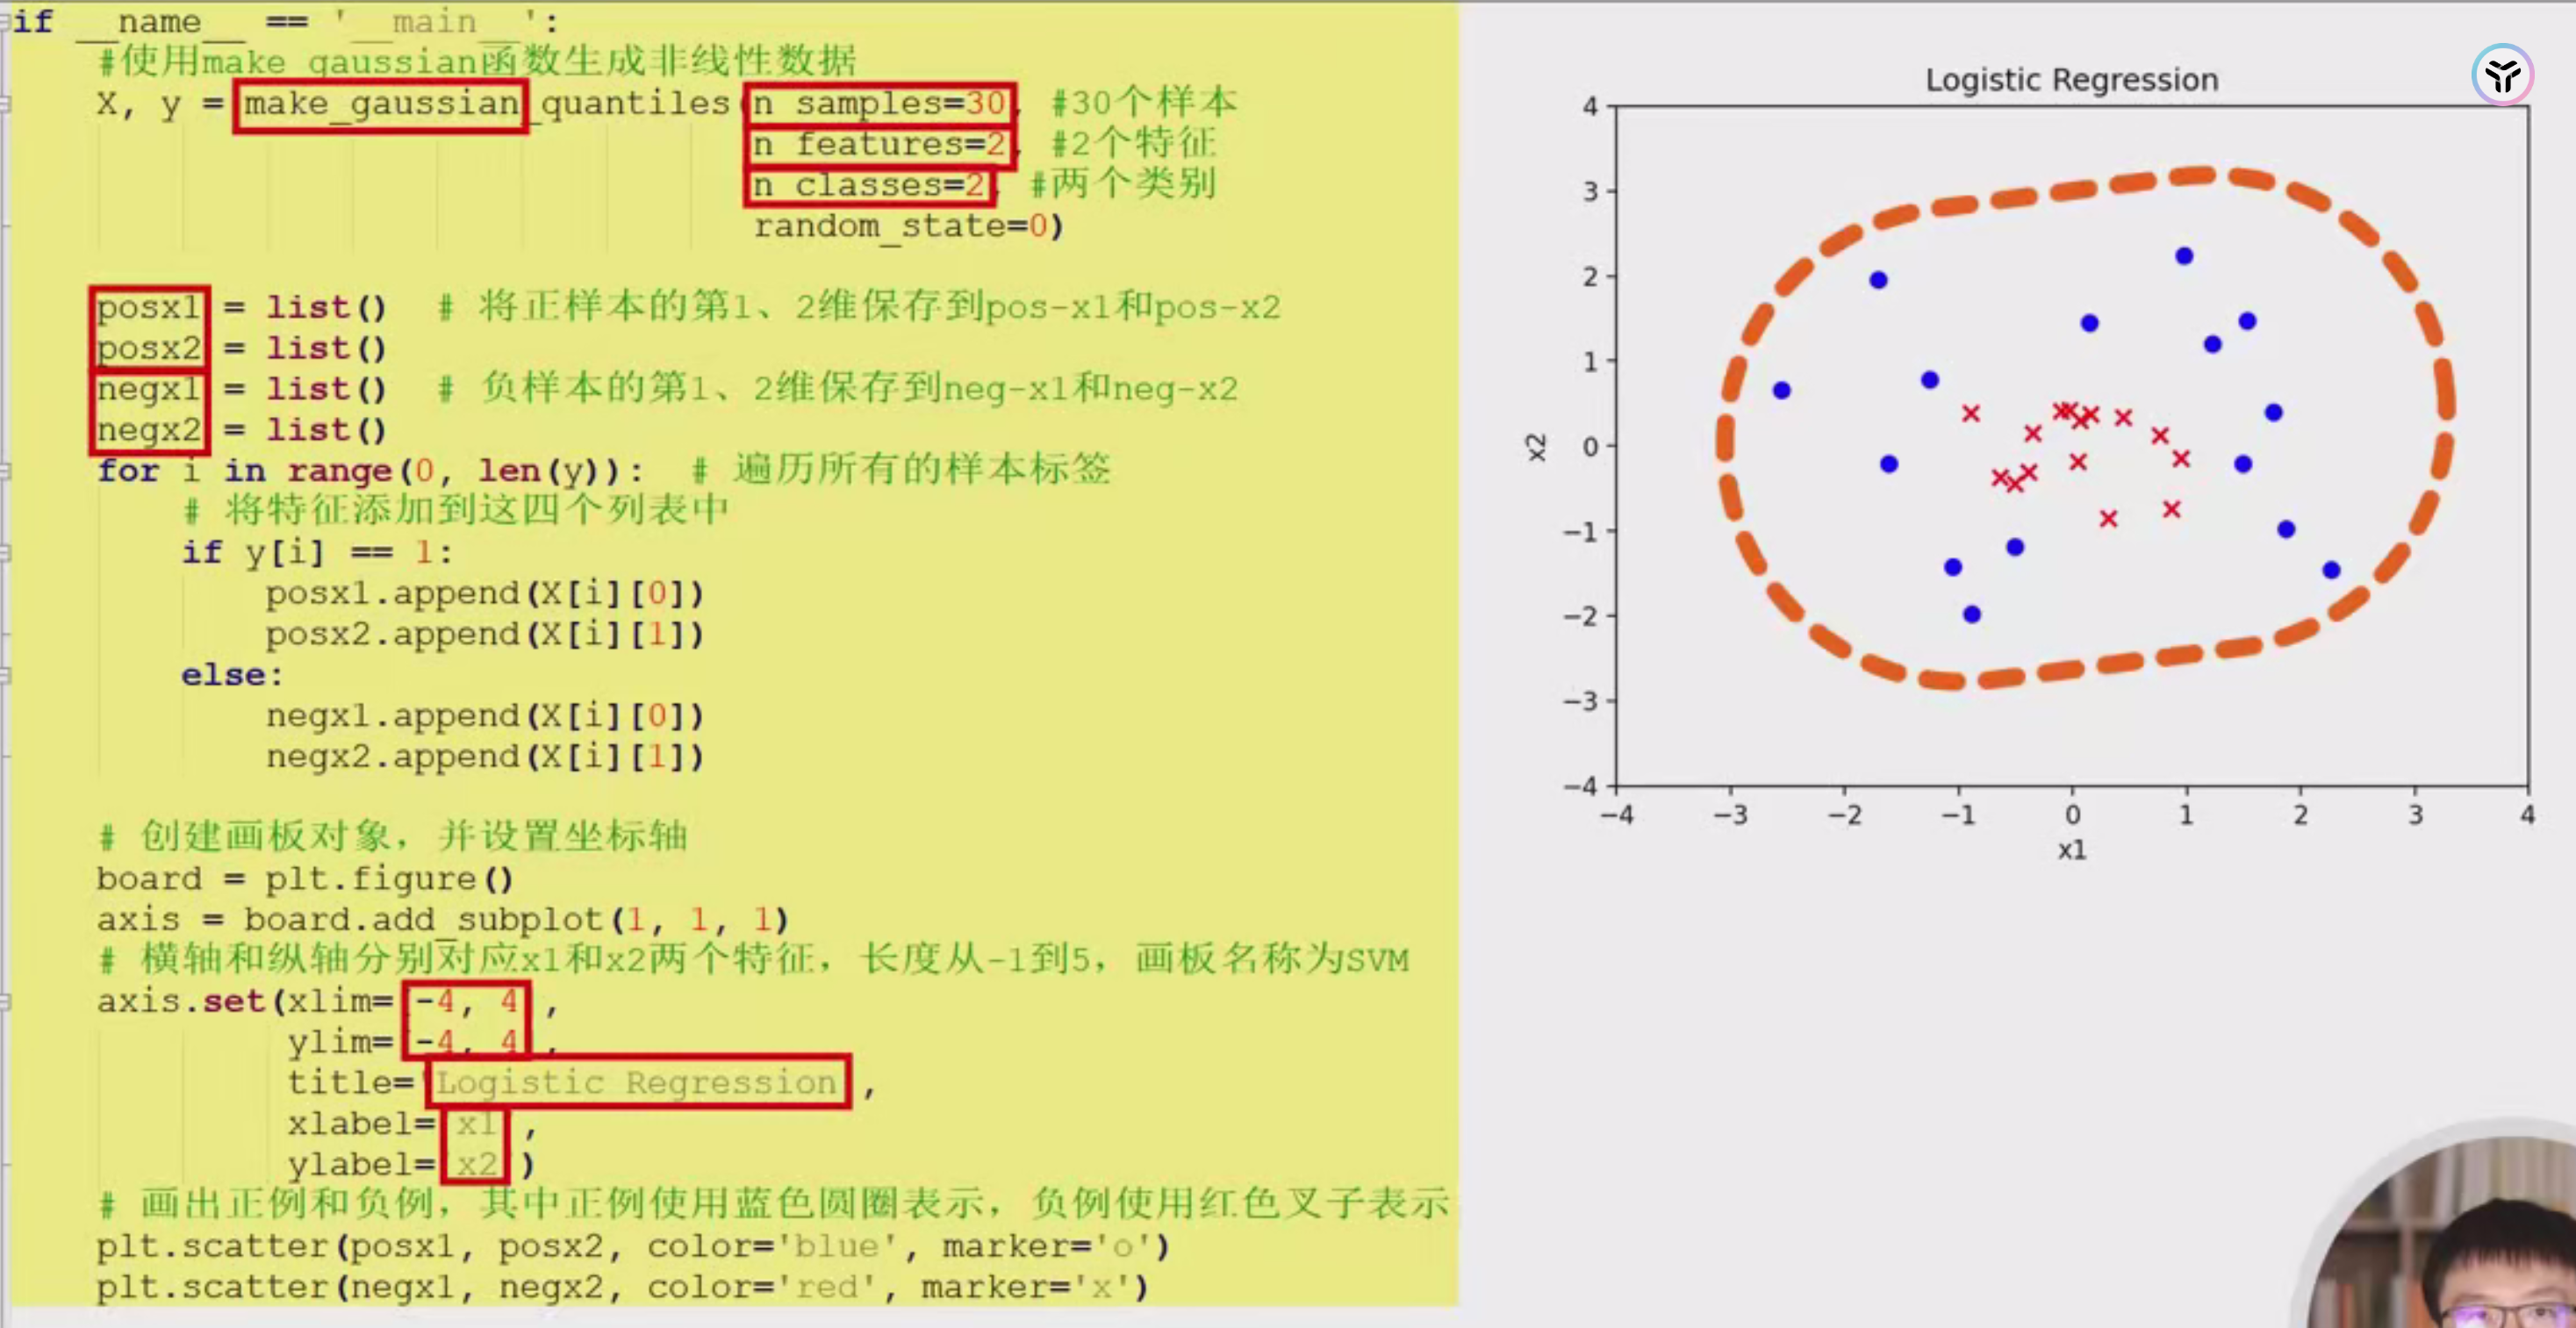 if __name__ == '__main__':
#使用make_gaussian函数生成非线性数据
X, y = make_gaussian_quantiles(n_samples=30, #30个样本
n_features=2, #2个特征
n_classes=2, #两个类别
random_state=0)
posx1 = list() # 将正样本的第1、2维保存到pos-x1和pos-x2
posx2 = list()
negx1 = list() # 负样本的第1、2维保存到neg-x1和neg-x2
negx2 = list()
for i in range(0, len(y)): # 遍历所有的样本标签
# 将特征添加到这四个列表中
if y[i] == 1:
posx1.append(X[i][0])
posx2.append(X[i][1])
else:
negx1.append(X[i][0])
negx2.append(X[i][1])
# 创建画板对象，并设置坐标轴
board = plt.figure()
axis = board.add_subplot(1, 1, 1)
# 横轴和纵轴分别对应x1和x2两个特征，长度从-1到5，画板名称为SVM
axis.set(xlim=[-4, 4],
ylim=[-4, 4],
title='Logistic Regression',
xlabel='x1',
ylabel='x2')
# 画出正例和负例，其中正例使用蓝色圆圈表示，负例使用红色叉子表示
plt.scatter(posx1, posx2, color='blue', marker='o')
plt.scatter(negx1, negx2, color='red', marker='x')
Logistic Regression
4
3
2
1
0
−1
−2
−3
−4
x2
−4 −3 −2 −1 0 1 2 3 4
x1